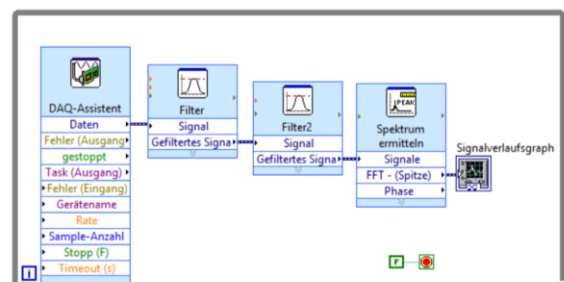 DAQ-Assistent
Daten
Fehler (Ausgang
gestoppt
Task (Ausgang)
Fehler (Eingang)
Gerätename
Rate
Sample-Anzahl
Stopp (F)
Timeout (s)
Filter
Signal
Gefiltertes Signa
Filter2
Signal
Gefiltertes Signa
PEAK
Spektrum
ermitteln
Signale
FFT - (Spitze)
Phase
Signalverlaufsgraph
F
i